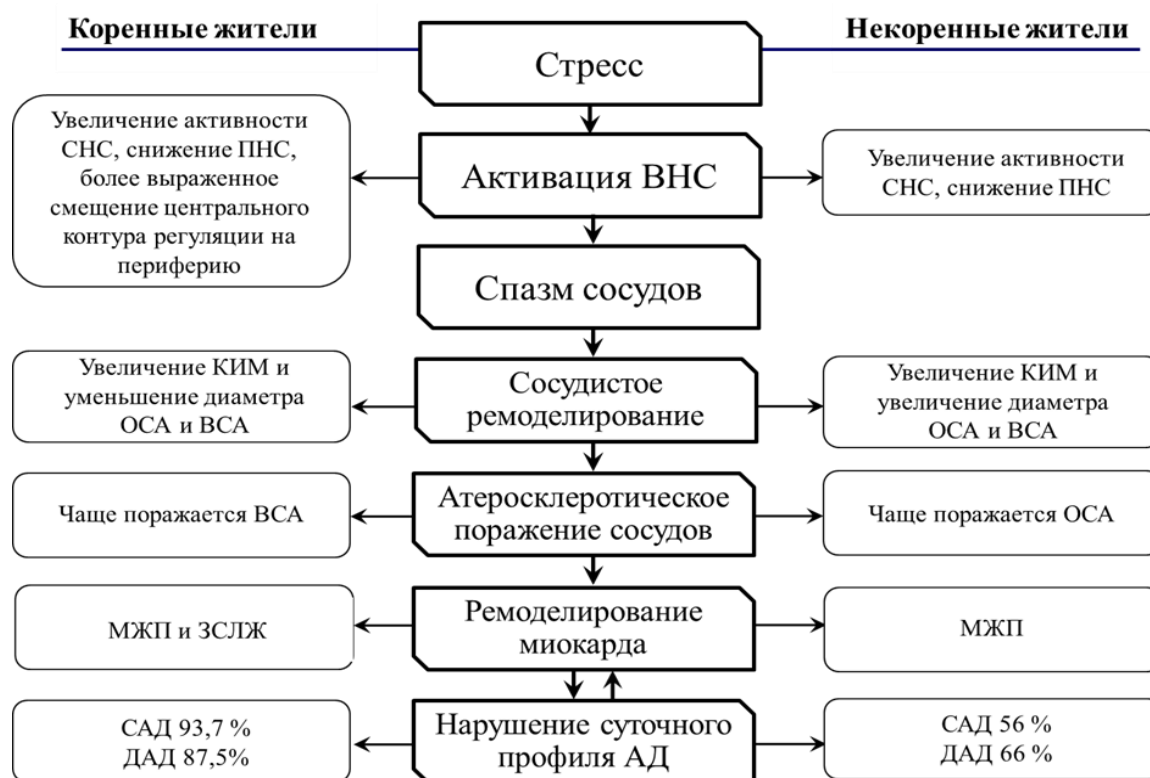 Коренные жители
Некоренные жители
Стресс
Увеличение активности
СНС, снижение ПНС,
более выраженное
смещение центрального
контура регуляции на
периферию
Активация ВНС
Увеличение активности
СНС, снижение ПНС
Спазм сосудов
Увеличение КИМ и
уменьшение диаметра
ОСА и ВСА
Сосудистое
ремоделирование
Увеличение КИМ и
увеличение диаметра
ОСА и ВСА
Чаще поражается ВСА
Атеросклеротическое
поражение сосудов
Чаще поражается ОСА
МЖП и ЗСЛЖ
Ремоделирование
миокарда
МЖП
САД 93,7 %
ДАД 87,5%
Нарушение суточного
профиля АД
САД 56 %
ДАД 66 %